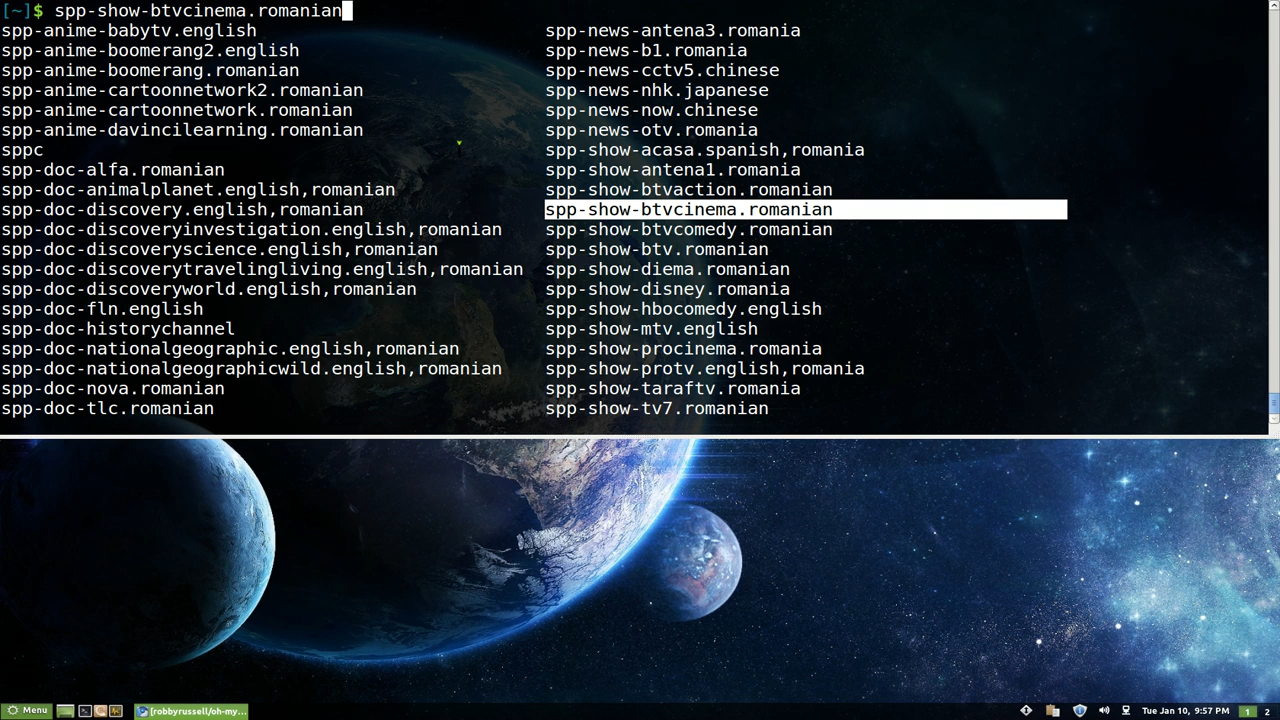 [~]$ spp-show-btvcinema.romanian
spp-anime-babytv.english
spp-anime-boomerang2.english
spp-anime-boomerang.romanian
spp-anime-cartoonnetwork2.romanian
spp-anime-cartoonnetwork.romanian
spp-anime-davincilearning.romanian
sppc
spp-doc-alfa.romanian
spp-doc-animalplanet.english,romanian
spp-doc-discovery.english,romanian
spp-doc-discoveryinvestigation.english,romanian
spp-doc-discoveryscience.english,romanian
spp-doc-discoverytravelingliving.english,romanian
spp-doc-discoveryworld.english,romanian
spp-doc-fln.english
spp-doc-historychannel
spp-doc-nationalgeographic.english,romanian
spp-doc-nationalgeographicwild.english,romanian
spp-doc-nova.romanian
spp-doc-tlc.romanian
spp-news-antena3.romania
spp-news-b1.romania
spp-news-cctv5.chinese
spp-news-nhk.japanese
spp-news-now.chinese
spp-news-otv.romania
spp-show-acasa.spanish,romania
spp-show-antena1.romania
spp-show-btvaction.romanian
spp-show-btvcinema.romanian
spp-show-btvcomedy.romanian
spp-show-btv.romanian
spp-show-diema.romanian
spp-show-disney.romania
spp-show-hbocomedy.english
spp-show-mtv.english
spp-show-procinema.romania
spp-show-protv.english,romania
spp-show-taraftv.romania
spp-show-tv7.romanian
Menu
[robbyrussell/oh-my...
Tue Jan 10, 9:57 PM
1
2